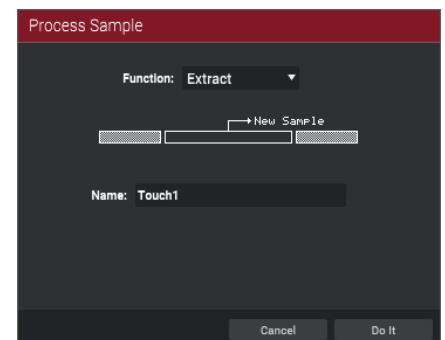 Process Sample
Function: Extract
New Sample
Name: Touch1
Cancel Do It